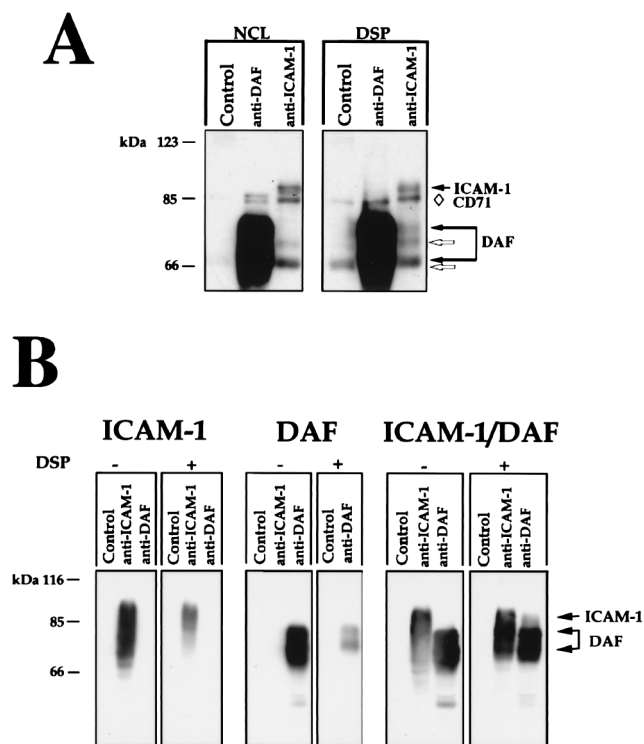 A
NCL DSP
Control anti-DAF anti-ICAM-1 Control anti-DAF anti-ICAM-1
kDa 123
ICAM-1
85
CD71
DAF
66
B
ICAM-1 DAF ICAM-1/DAF
DSP - + - + - +
Control anti-ICAM-1 anti-DAF Control anti-ICAM-1 anti-DAF Control anti-ICAM-1 anti-DAF Control anti-DAF Control anti-ICAM-1 anti-DAF Control anti-ICAM-1 anti-DAF
kDa 116
85 ICAM-1
DAF
66